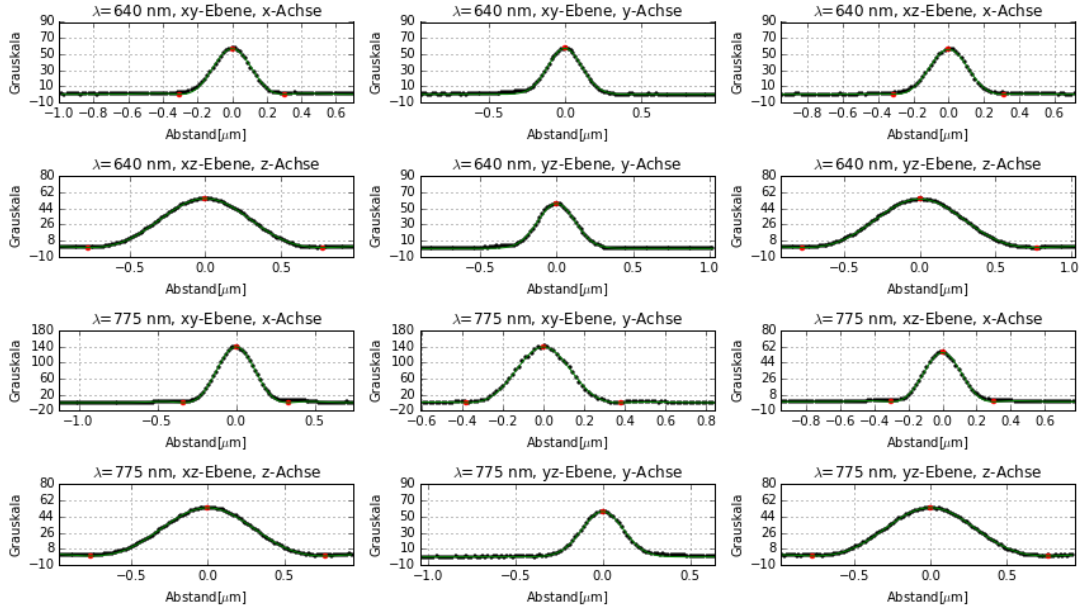 λ=640 nm, xy-Ebene, x-Achse
Grauskala
90
70
50
30
10
−10
−1.0 −0.8 −0.6 −0.4 −0.2 0.0 0.2 0.4 0.6
Abstand[μm]
λ=640 nm, xy-Ebene, y-Achse
Grauskala
90
70
50
30
10
−10
−0.5 0.0 0.5
Abstand[μm]
λ=640 nm, xz-Ebene, x-Achse
Grauskala
90
70
50
30
10
−10
−0.8 −0.6 −0.4 −0.2 0.0 0.2 0.4 0.6
Abstand[μm]
λ=640 nm, xz-Ebene, z-Achse
Grauskala
80
62
44
26
8
−10
−0.5 0.0 0.5
Abstand[μm]
λ=640 nm, yz-Ebene, y-Achse
Grauskala
90
70
50
30
10
−10
−0.5 0.0 0.5 1.0
Abstand[μm]
λ=640 nm, yz-Ebene, z-Achse
Grauskala
80
62
44
26
8
−10
−0.5 0.0 0.5 1.0
Abstand[μm]
λ=775 nm, xy-Ebene, x-Achse
Grauskala
180
140
100
60
20
−20
−1.0 −0.5 0.0 0.5
Abstand[μm]
λ=775 nm, xy-Ebene, y-Achse
Grauskala
180
140
100
60
20
−20
−0.6 −0.4 −0.2 0.0 0.2 0.4 0.6 0.8
Abstand[μm]
λ=775 nm, xz-Ebene, x-Achse
Grauskala
80
62
44
26
8
−10
−0.8 −0.6 −0.4 −0.2 0.0 0.2 0.4 0.6
Abstand[μm]
λ=775 nm, xz-Ebene, z-Achse
Grauskala
80
62
44
26
8
−10
−0.5 0.0 0.5
Abstand[μm]
λ=775 nm, yz-Ebene, y-Achse
Grauskala
90
70
50
30
10
−10
−1.0 −0.5 0.0 0.5
Abstand[μm]
λ=775 nm, yz-Ebene, z-Achse
Grauskala
80
62
44
26
8
−10
−0.5 0.0 0.5
Abstand[μm]